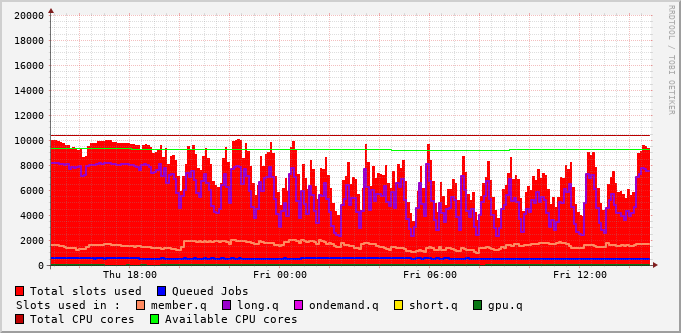 RRDTOOL / TOBI OETIKER
20000
18000
16000
14000
12000
10000
8000
6000
4000
2000
0
Thu 18:00 Fri 00:00 Fri 06:00 Fri 12:00
Total slots used Queued Jobs
Slots used in : member.q long.q ondemand.q short.q gpu.q
Total CPU cores Available CPU cores